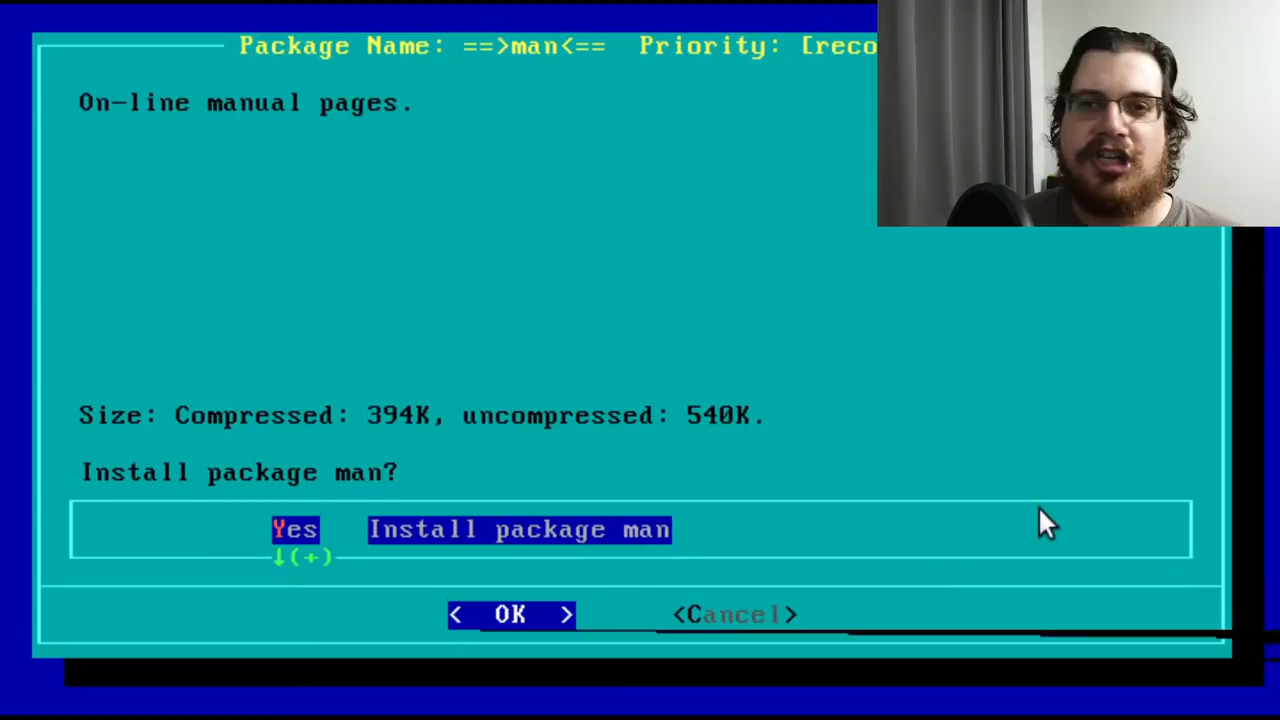 Package Name: ==>man<== Priority: [reco
On-line manual pages.
Size: Compressed: 394K, uncompressed: 540K.
Install package man?
Yes Install package man
↓(+)
< OK > <Cancel>